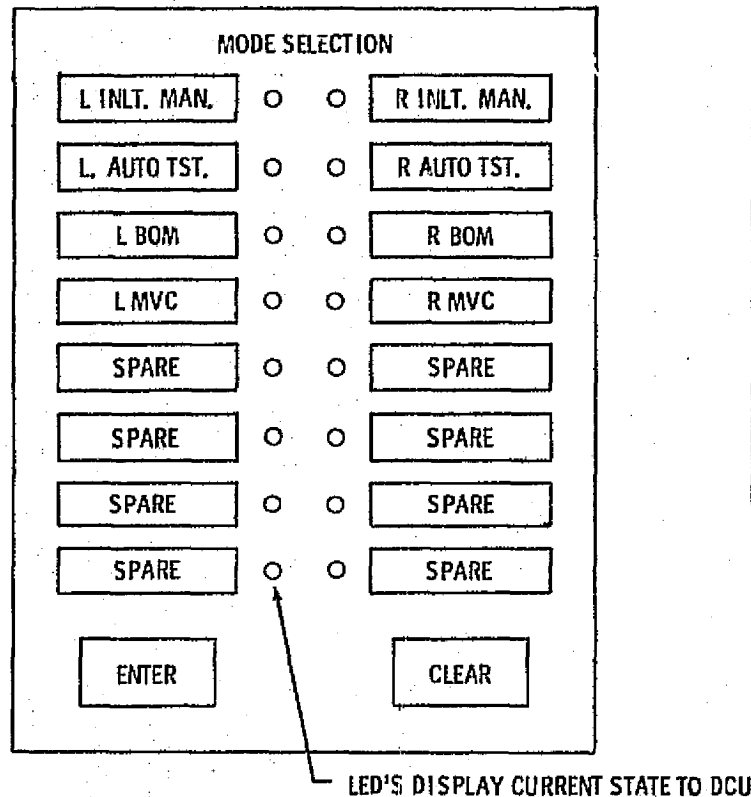 MODE SELECTION
L INLT. MAN. R INLT. MAN.
L. AUTO TST. R AUTO TST.
L BOM R BOM
L MVC R MVC
SPARE SPARE
SPARE SPARE
SPARE SPARE
SPARE SPARE
ENTER CLEAR
LED'S DISPLAY CURRENT STATE TO DCU